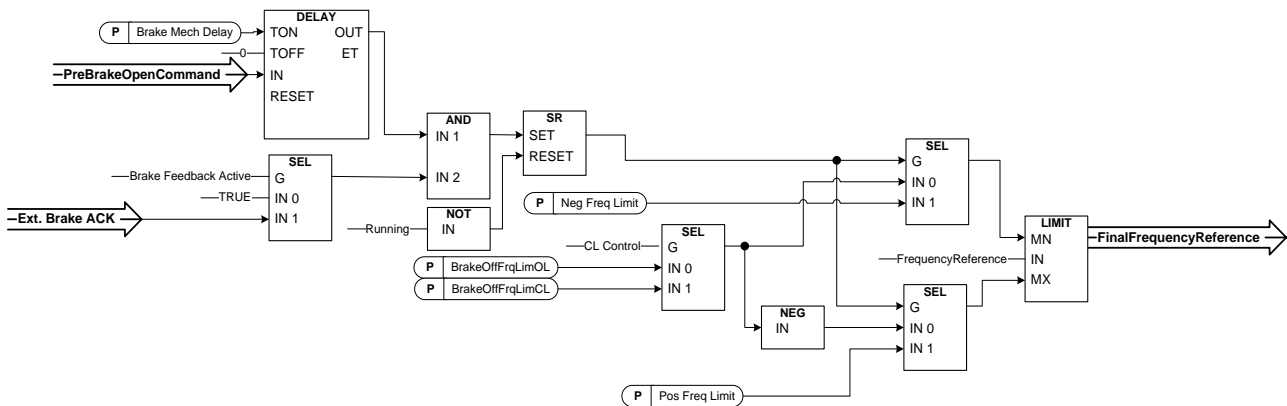 DELAY
P Brake Mech Delay
TON OUT
0 TOFF ET
PreBrakeOpenCommand IN
RESET
AND
IN 1
IN 2
SR
SET
RESET
SEL
Brake Feedback Active G
TRUE IN 0
Ext. Brake ACK IN 1
NOT
Running IN
SEL
G
IN 0
IN 1
P Neg Freq Limit
SEL
CL Control G
P BrakeOffFrqLimOL IN 0
P BrakeOffFrqLimCL IN 1
LIMIT
MN FinalFrequencyReference
FrequencyReference IN
MX
NEG
IN
SEL
G
IN 0
IN 1
P Pos Freq Limit